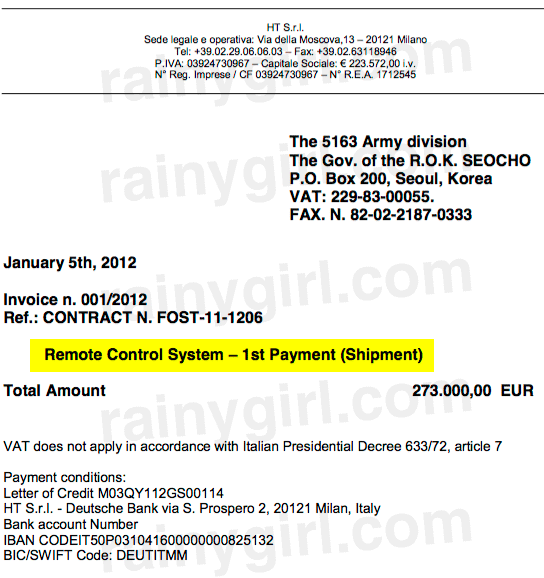 HT S.r.l.
Sede legale e operativa: Via della Moscova,13 – 20121 Milano
Tel: +39.02.29.06.06.03 – Fax: +39.02.63118946
P.IVA: 03924730967 – Capitale Sociale: € 223.572,00 i.v.
N° Reg. Imprese / CF 03924730967 – N° R.E.A. 1712545
rainygirl.com
The 5163 Army division
The Gov. of the R.O.K. SEOCHO
P.O. Box 200, Seoul, Korea
VAT: 229-83-00055.
FAX. N. 82-02-2187-0333
rainygirl.com
January 5th, 2012
Invoice n. 001/2012
Ref.: CONTRACT N. FOST-11-1206
rainygirl.com
Remote Control System – 1st Payment (Shipment)
Total Amount 273.000,00 EUR
rainygirl.com
VAT does not apply in accordance with Italian Presidential Decree 633/72, article 7
Payment conditions:
Letter of Credit M03QY112GS00114
HT S.r.l. - Deutsche Bank via S. Prospero 2, 20121 Milan, Italy
Bank account Number
IBAN CODEIT50P0310416000000000825132
BIC/SWIFT Code: DEUTITMM
rainygirl.com